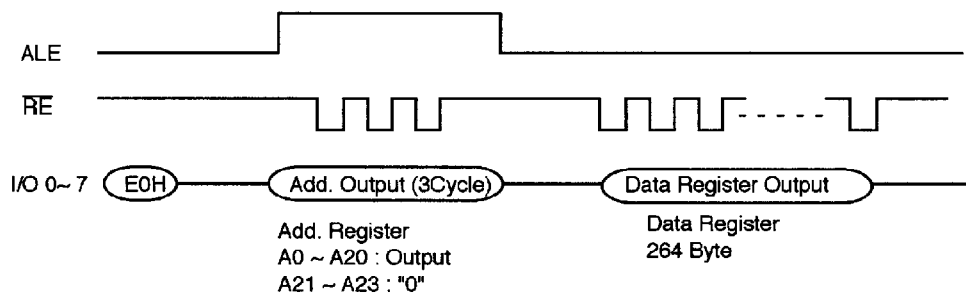 ALE
RE
I/O 0~ 7 E0H Add. Output (3Cycle) Data Register Output
Add. Register
A0 ~ A20 : Output
A21 ~ A23 : "0"
Data Register
264 Byte